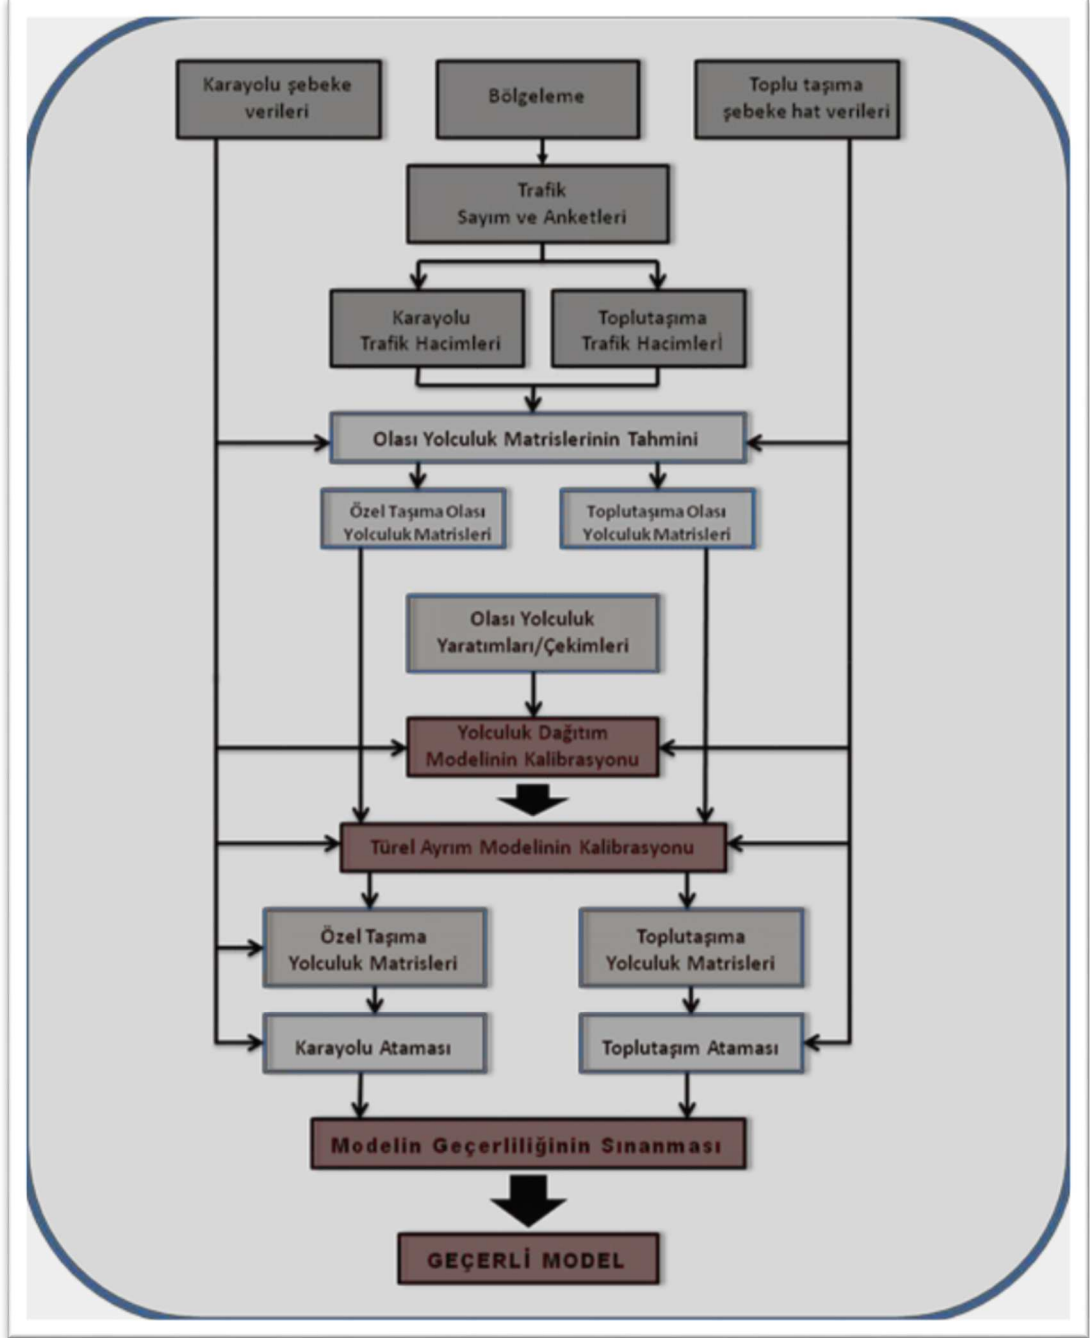 Karayolu şebeke
verileri
Bölgeleme
Toplu taşıma
şebeke hat verileri
Trafik
Sayım ve Anketleri
Karayolu
Trafik Hacimleri
Toplutaşıma
Trafik Hacimleri
Olası Yolculuk Matrislerinin Tahmini
Özel Taşıma Olası
Yolculuk Matrisleri
Toplutaşıma Olası
Yolculuk Matrisleri
Olası Yolculuk
Yaratımları/Çekimleri
Yolculuk Dağıtım
Modelinin Kalibrasyonu
Türel Ayrım Modelinin Kalibrasyonu
Özel Taşıma
Yolculuk Matrisleri
Toplutaşıma
Yolculuk Matrisleri
Karayolu Ataması
Toplutaşım Ataması
Modelin Geçerliliğinin Sınanması
GEÇERLİ MODEL